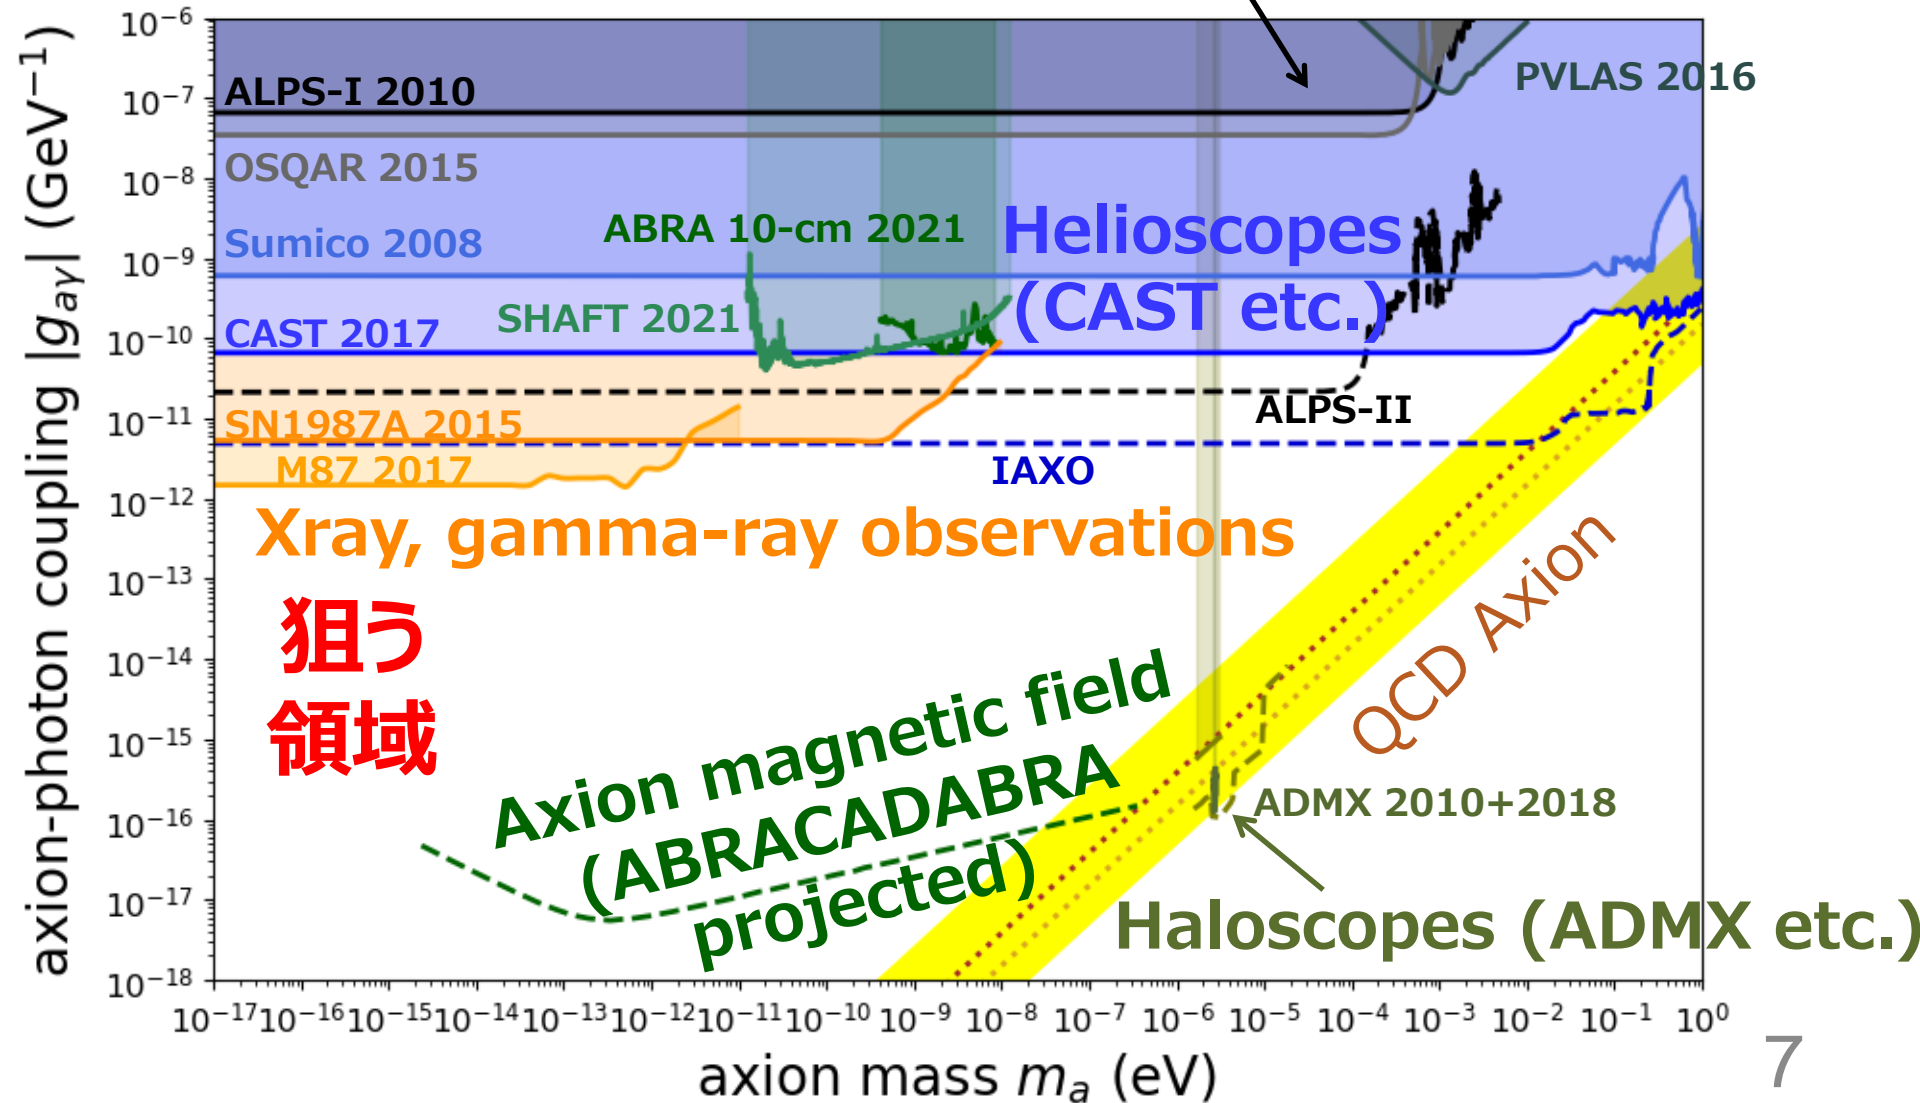 axion-photon coupling |g_{aγ}| (GeV⁻¹)
10⁻⁶
10⁻⁷
10⁻⁸
10⁻⁹
10⁻¹⁰
10⁻¹¹
10⁻¹²
10⁻¹³
10⁻¹⁴
10⁻¹⁵
10⁻¹⁶
10⁻¹⁷
10⁻¹⁸
ALPS-I 2010
PVLAS 2016
OSQAR 2015
Sumico 2008
ABRA 10-cm 2021
Helioscopes
(CAST etc.)
SHAFT 2021
CAST 2017
ALPS-II
SN1987A 2015
M87 2017
IAXO
Xray, gamma-ray observations
狙う
領域
QCD Axion
Axion magnetic field
(ABRACADABRA
projected)
ADMX 2010+2018
Haloscopes (ADMX etc.)
10⁻¹⁷ 10⁻¹⁶ 10⁻¹⁵ 10⁻¹⁴ 10⁻¹³ 10⁻¹² 10⁻¹¹ 10⁻¹⁰ 10⁻⁹ 10⁻⁸ 10⁻⁷ 10⁻⁶ 10⁻⁵ 10⁻⁴ 10⁻³ 10⁻² 10⁻¹ 10⁰
axion mass m_a (eV)
7